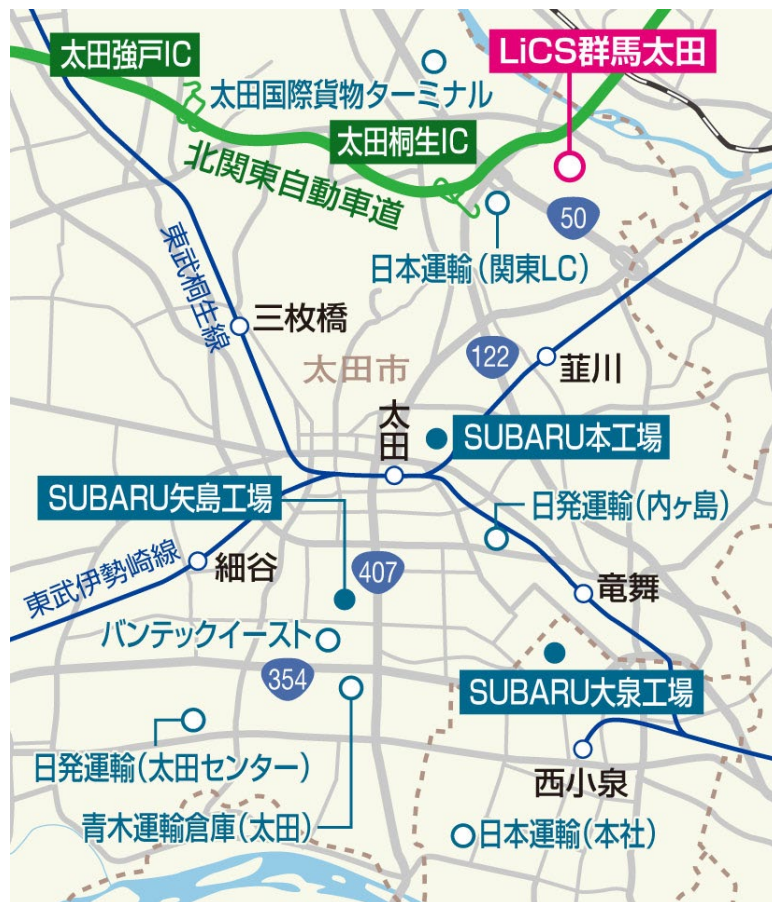 太田強戸IC
LiCS群馬太田
太田国際貨物ターミナル
太田桐生IC
北関東自動車道
50
日本運輸(関東LC)
東武桐生線
三枚橋
太田市
122
韮川
太田
SUBARU本工場
SUBARU矢島工場
日発運輸(内ヶ島)
東武伊勢崎線
細谷
407
竜舞
バンテックイースト
354
SUBARU大泉工場
日発運輸(太田センター)
西小泉
青木運輸倉庫(太田)
日本運輸(本社)